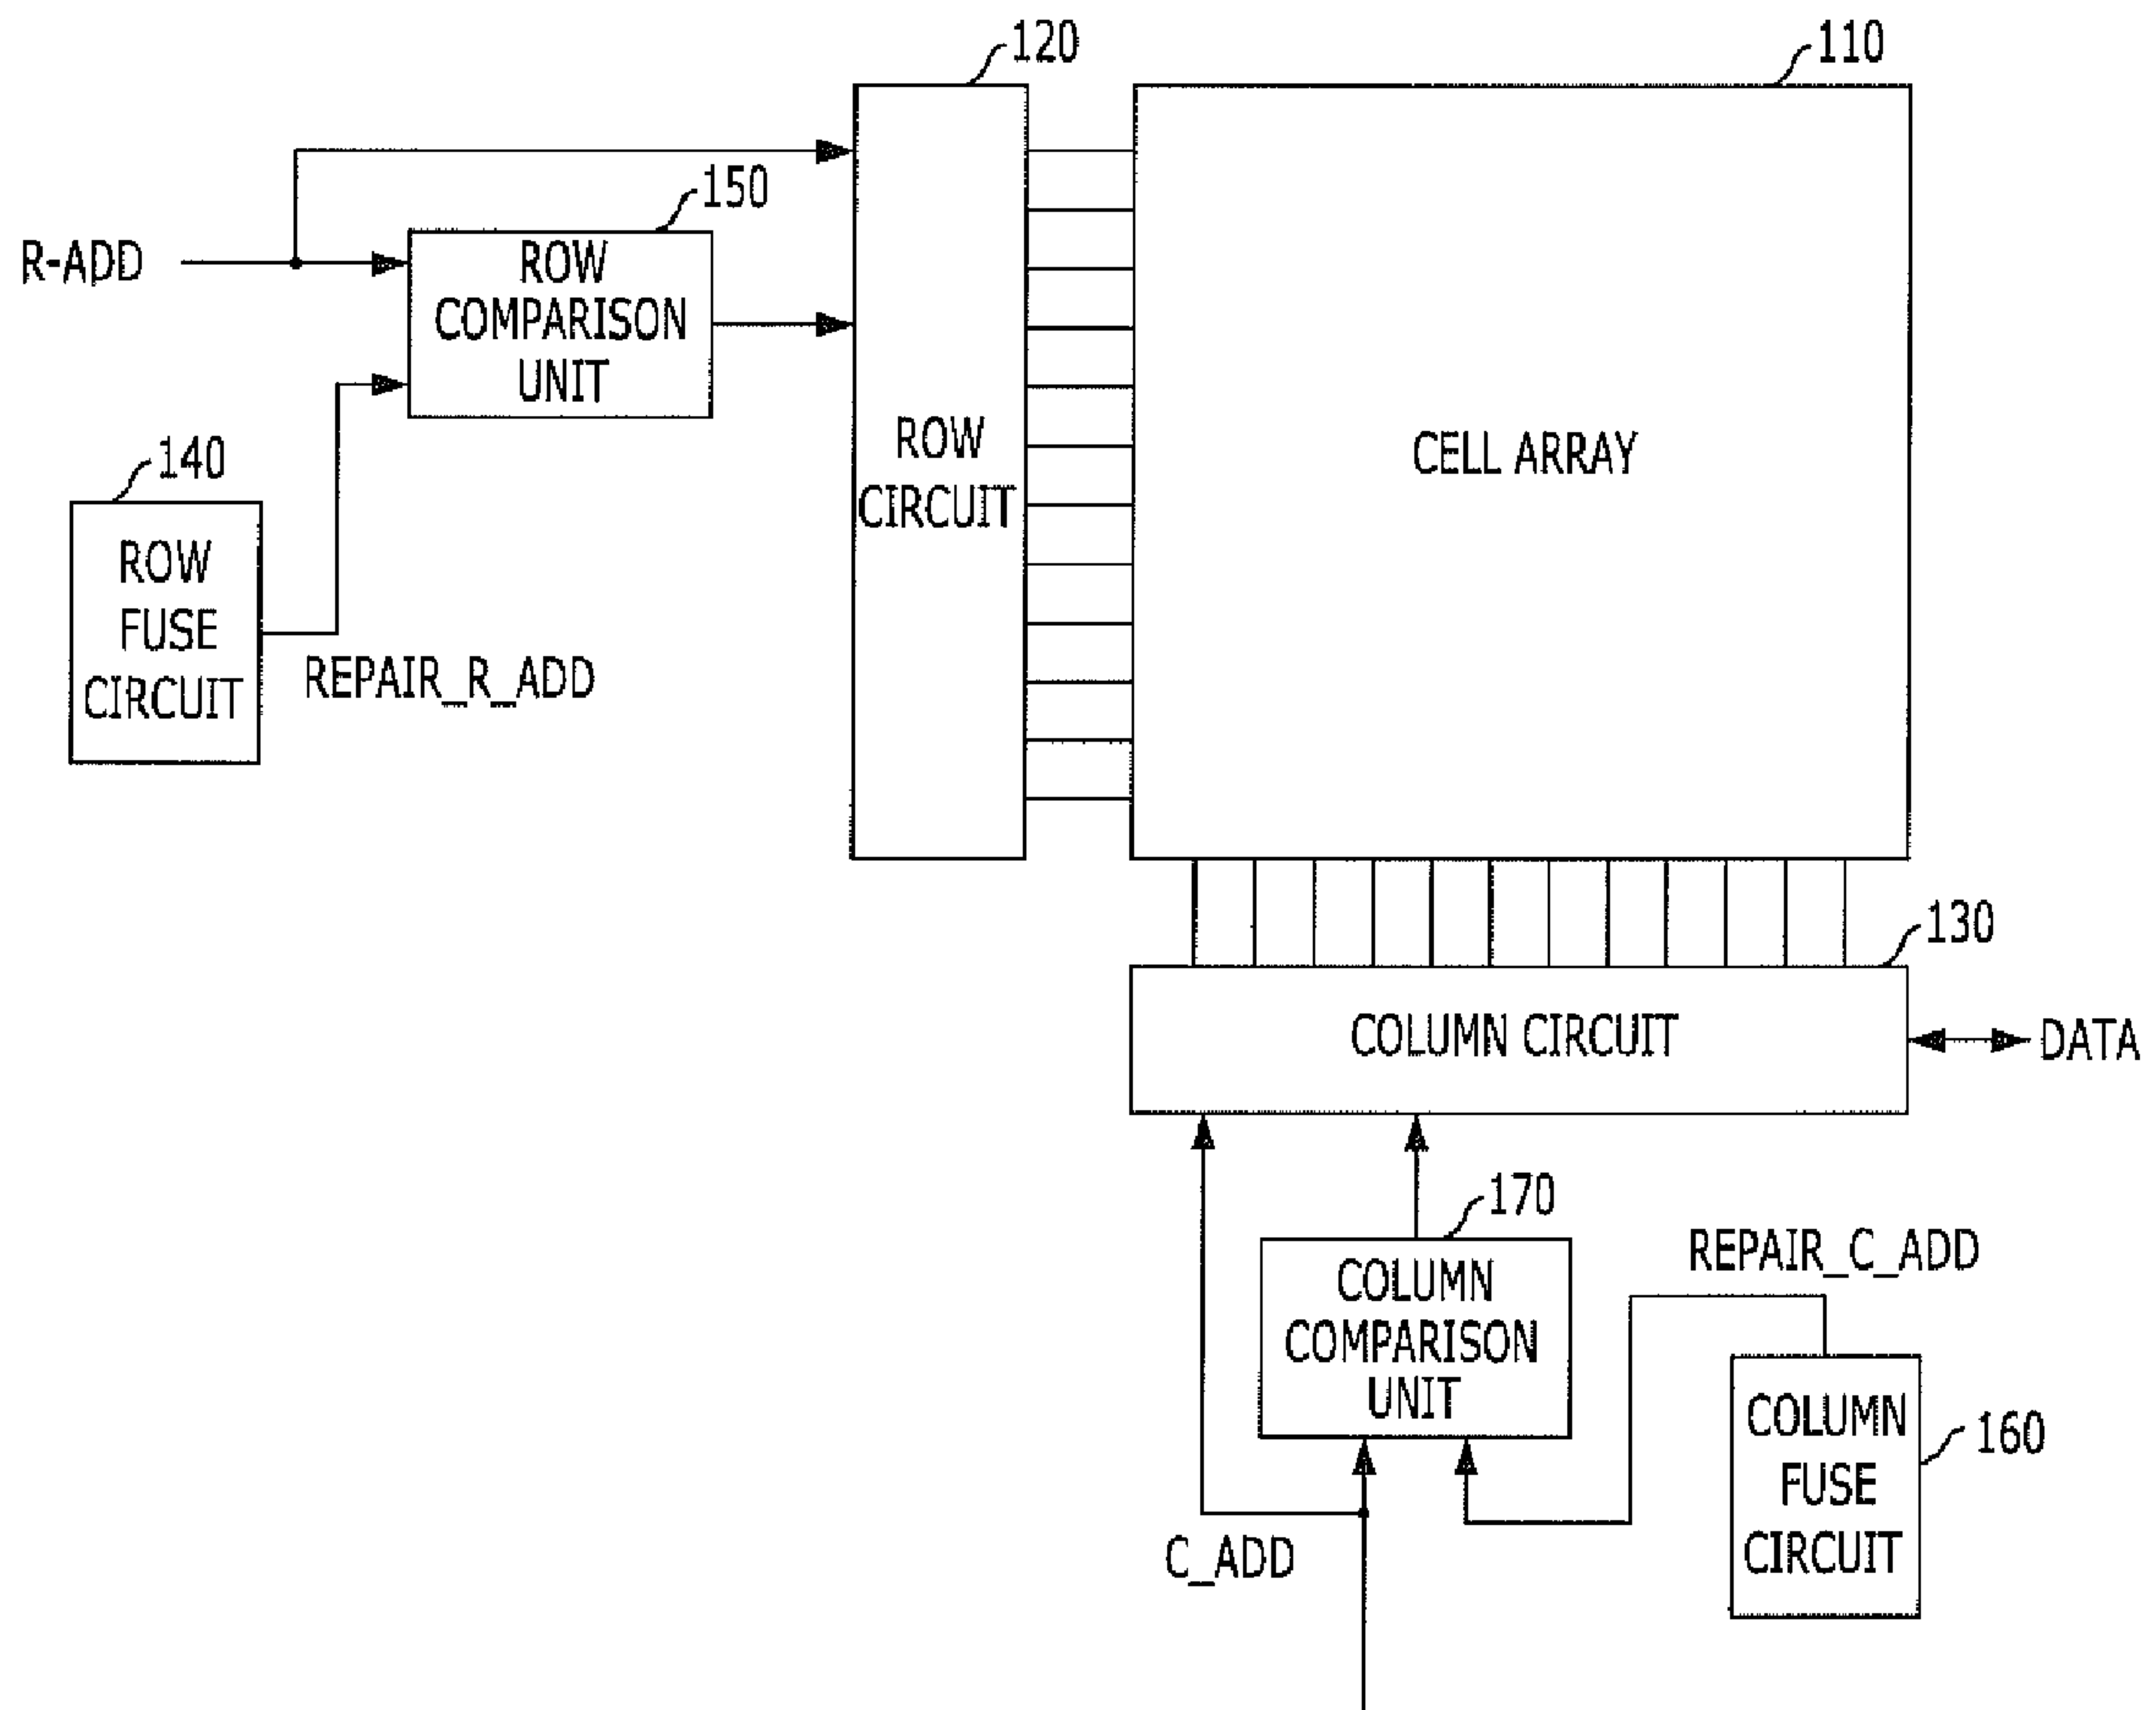 120
110
150
R-ADD
ROW
COMPARISON
UNIT
140
ROW
CIRCUIT
CELL ARRAY
ROW
FUSE
CIRCUIT
REPAIR_R_ADD
130
COLUMN CIRCUIT
DATA
170
REPAIR_C_ADD
COLUMN
COMPARISON
UNIT
160
COLUMN
FUSE
CIRCUIT
C_ADD